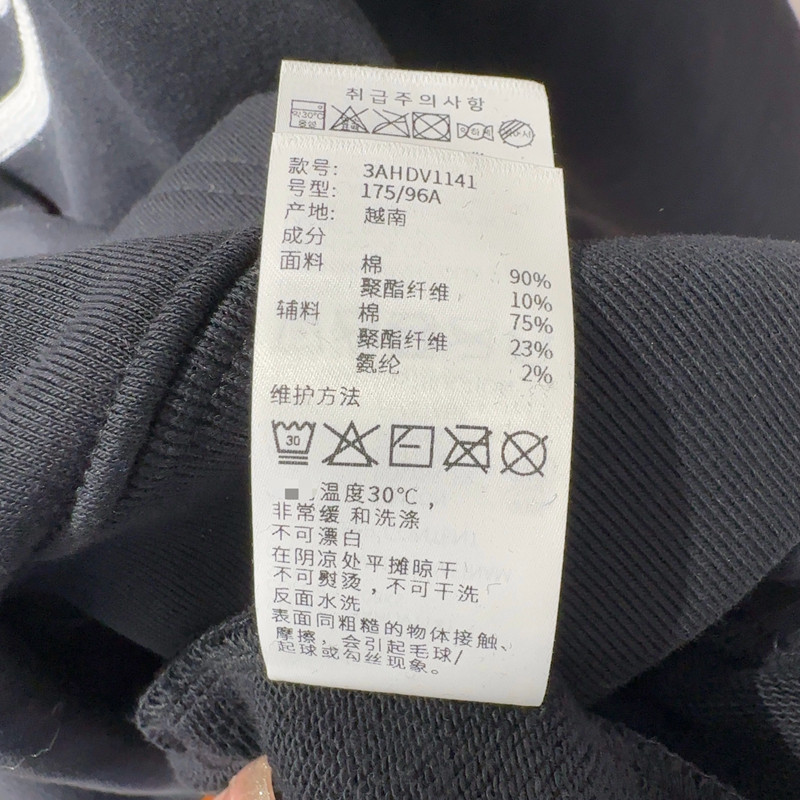 취급주의사항
款号: 3AHDV1141
号型: 175/96A
产地: 越南
成分
面料 棉 90%
聚酯纤维 10%
辅料 棉 75%
聚酯纤维 23%
氨纶 2%
维护方法
30
温度30℃,
非常缓 和洗涤
不可漂白
在阴凉处平摊晾干
不可熨烫,不可干洗
反面水洗
表面同粗糙的物体接触、
摩擦,会引起毛球/
起球或勾丝现象。